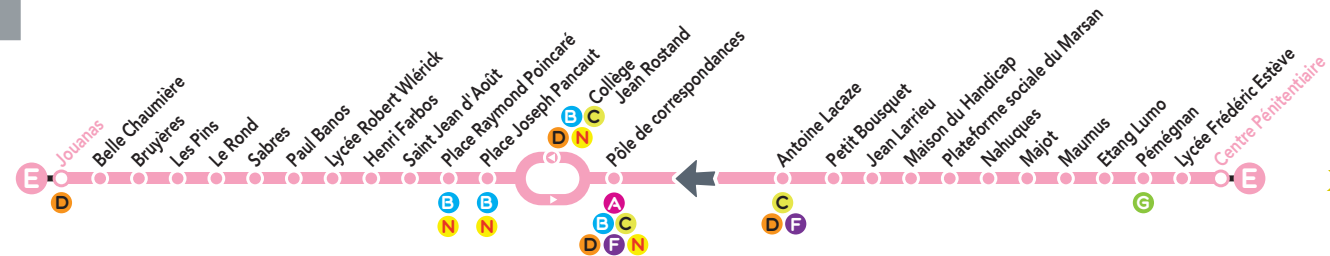 E
Jouanas
D
Belle Chaumière
Bruyères
Les Pins
Le Rond
Sabres
Paul Banos
Lycée Robert Wlérick
Henri Farbos
Saint Jean d'Août
Place Raymond Poincaré
B
N
Place Joseph Pancaut
B
N
Collège
Jean Rostand
B C
D N
Pôle de correspondances
A
B C
D F N
Antoine Lacaze
C
D F
Petit Bousquet
Jean Larrieu
Maison du Handicap
Plateforme sociale du Marsan
Nahuques
Majot
Maumus
Etang Lumo
Pémégnan
G
Lycée Frédéric Estève
Centre Pénitentiaire
E